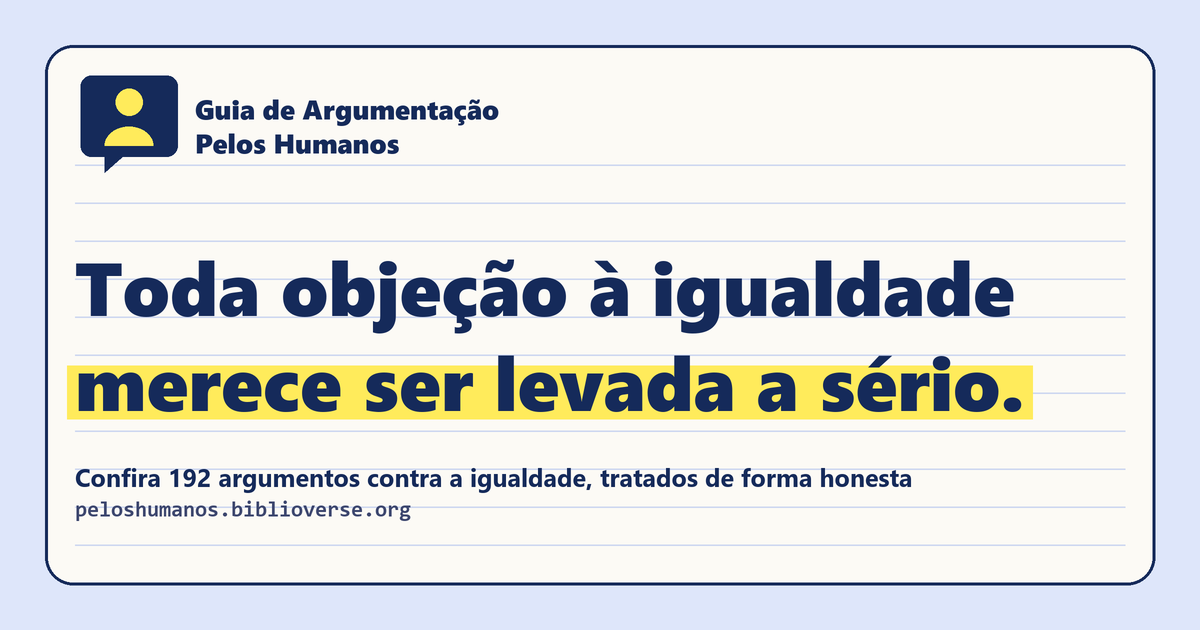 Guia de Argumentação
Pelos Humanos
Toda objeção à igualdade
merece ser levada a sério.
Confira 192 argumentos contra a igualdade, tratados de forma honesta
peloshumanos.biblioverse.org